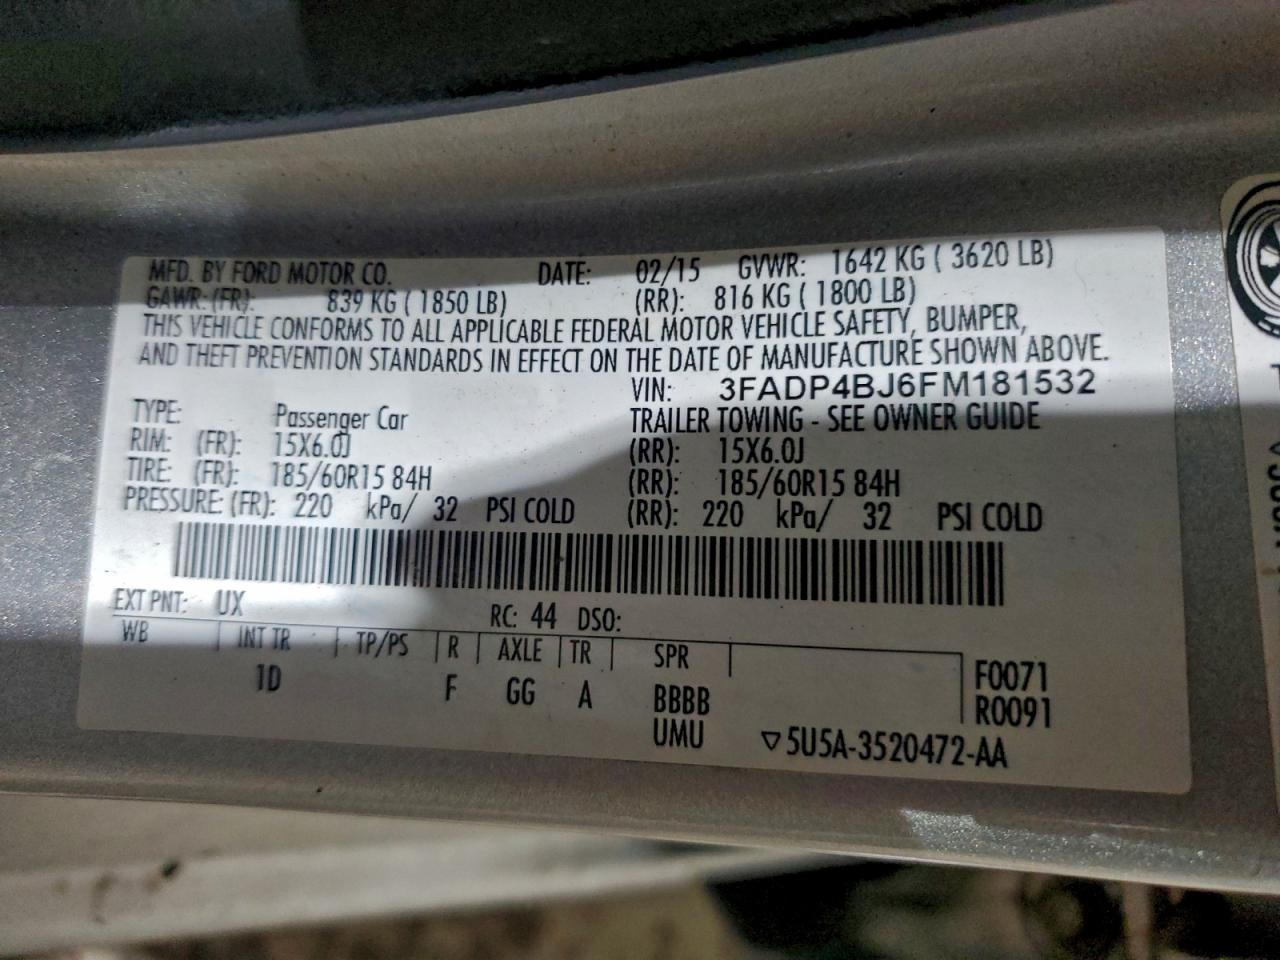 MFD. BY FORD MOTOR CO. DATE: 02/15 GVWR: 1642 KG ( 3620 LB)
GAWR: (FR): 839 KG ( 1850 LB) (RR): 816 KG ( 1800 LB)
THIS VEHICLE CONFORMS TO ALL APPLICABLE FEDERAL MOTOR VEHICLE SAFETY, BUMPER,
AND THEFT PREVENTION STANDARDS IN EFFECT ON THE DATE OF MANUFACTURE SHOWN ABOVE.
VIN: 3FADP4BJ6FM181532
TYPE: Passenger Car TRAILER TOWING - SEE OWNER GUIDE
RIM: (FR): 15X6.0J (RR): 15X6.0J
TIRE: (FR): 185/60R15 84H (RR): 185/60R15 84H
PRESSURE: (FR): 220 kPa/ 32 PSI COLD (RR): 220 kPa/ 32 PSI COLD
EXT PNT: UX RC: 44 DSO:
WB INT TR TP/PS R AXLE TR SPR
1D F GG A BBBB
UMU
F0071
R0091
▽5U5A-3520472-AA